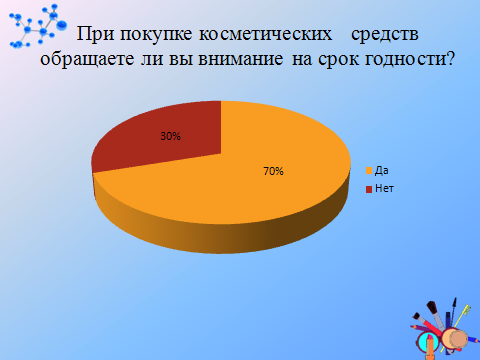 При покупке косметических средств
обращаете ли вы внимание на срок годности?
30%
70%
Да
Нет